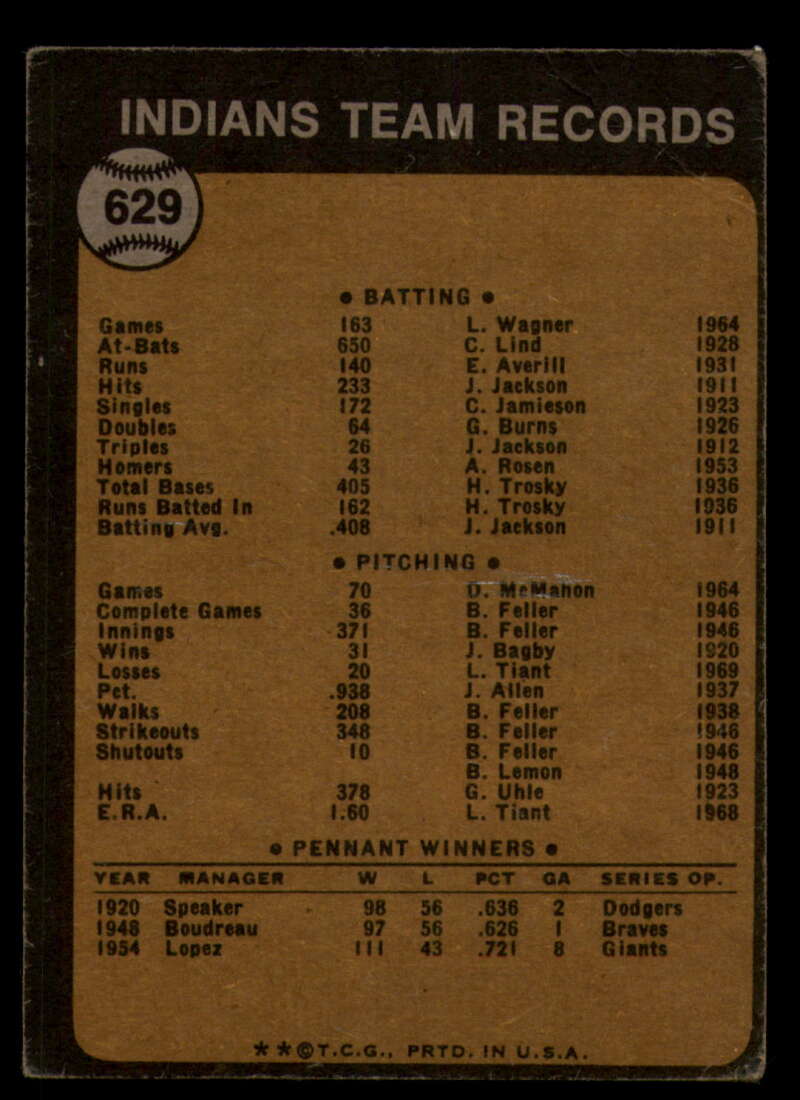 INDIANS TEAM RECORDS
629
• BATTING •
Games 163 L. Wagner 1964
At-Bats 650 C. Lind 1928
Runs 140 E. Averill 1931
Hits 233 J. Jackson 1911
Singles 172 C. Jamieson 1923
Doubles 64 G. Burns 1926
Triples 26 J. Jackson 1912
Homers 43 A. Rosen 1953
Total Bases 405 H. Trosky 1936
Runs Batted In 162 H. Trosky 1936
Batting Avg. .408 J. Jackson 1911
• PITCHING •
Games 70 D. McMahon 1964
Complete Games 36 B. Feller 1946
Innings 371 B. Feller 1946
Wins 31 J. Bagby 1920
Losses 20 L. Tiant 1969
Pct. .938 J. Allen 1937
Walks 208 B. Feller 1938
Strikeouts 348 B. Feller 1946
Shutouts 10 B. Feller 1946
B. Lemon 1948
Hits 378 G. Uhle 1923
E.R.A. 1.60 L. Tiant 1968
• PENNANT WINNERS •
YEAR MANAGER W L PCT GA SERIES OP.
1920 Speaker 98 56 .636 2 Dodgers
1948 Boudreau 97 56 .626 1 Braves
1954 Lopez 111 43 .721 8 Giants
**©T.C.G., PRTD. IN U.S.A.